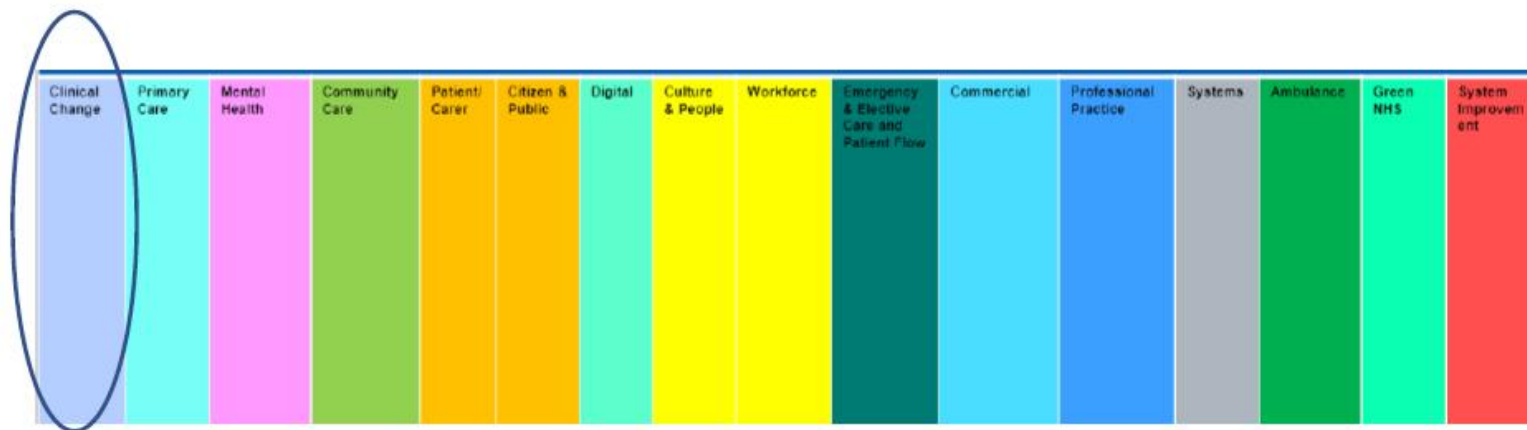 Clinical
Change
Primary
Care
Mental
Health
Community
Care
Patient/
Carer
Citizen &
Public
Digital
Culture
& People
Workforce
Emergency
& Elective
Care and
Patient Flow
Commercial
Professional
Practice
Systems
Ambulance
Green
NHS
System
Improvem
ent